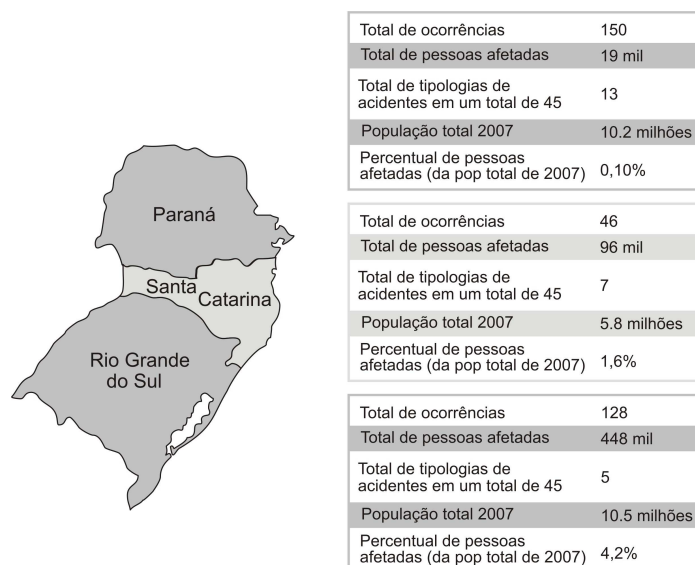 Paraná
Santa
Catarina
Rio Grande
do Sul
Total de ocorrências 150
Total de pessoas afetadas 19 mil
Total de tipologias de
acidentes em um total de 45 13
População total 2007 10.2 milhões
Percentual de pessoas
afetadas (da pop total de 2007) 0,10%
Total de ocorrências 46
Total de pessoas afetadas 96 mil
Total de tipologias de
acidentes em um total de 45 7
População total 2007 5.8 milhões
Percentual de pessoas
afetadas (da pop total de 2007) 1,6%
Total de ocorrências 128
Total de pessoas afetadas 448 mil
Total de tipologias de
acidentes em um total de 45 5
População total 2007 10.5 milhões
Percentual de pessoas
afetadas (da pop total de 2007) 4,2%